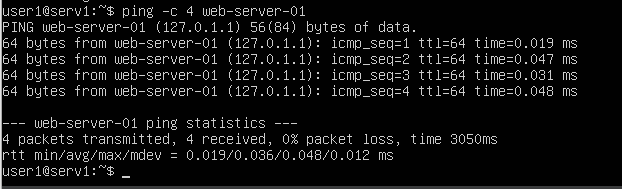 user1@serv1:~$ ping -c 4 web-server-01
PING web-server-01 (127.0.1.1) 56(84) bytes of data.
64 bytes from web-server-01 (127.0.1.1): icmp_seq=1 ttl=64 time=0.019 ms
64 bytes from web-server-01 (127.0.1.1): icmp_seq=2 ttl=64 time=0.047 ms
64 bytes from web-server-01 (127.0.1.1): icmp_seq=3 ttl=64 time=0.031 ms
64 bytes from web-server-01 (127.0.1.1): icmp_seq=4 ttl=64 time=0.048 ms

--- web-server-01 ping statistics ---
4 packets transmitted, 4 received, 0% packet loss, time 3050ms
rtt min/avg/max/mdev = 0.019/0.036/0.048/0.012 ms
user1@serv1:~$ _